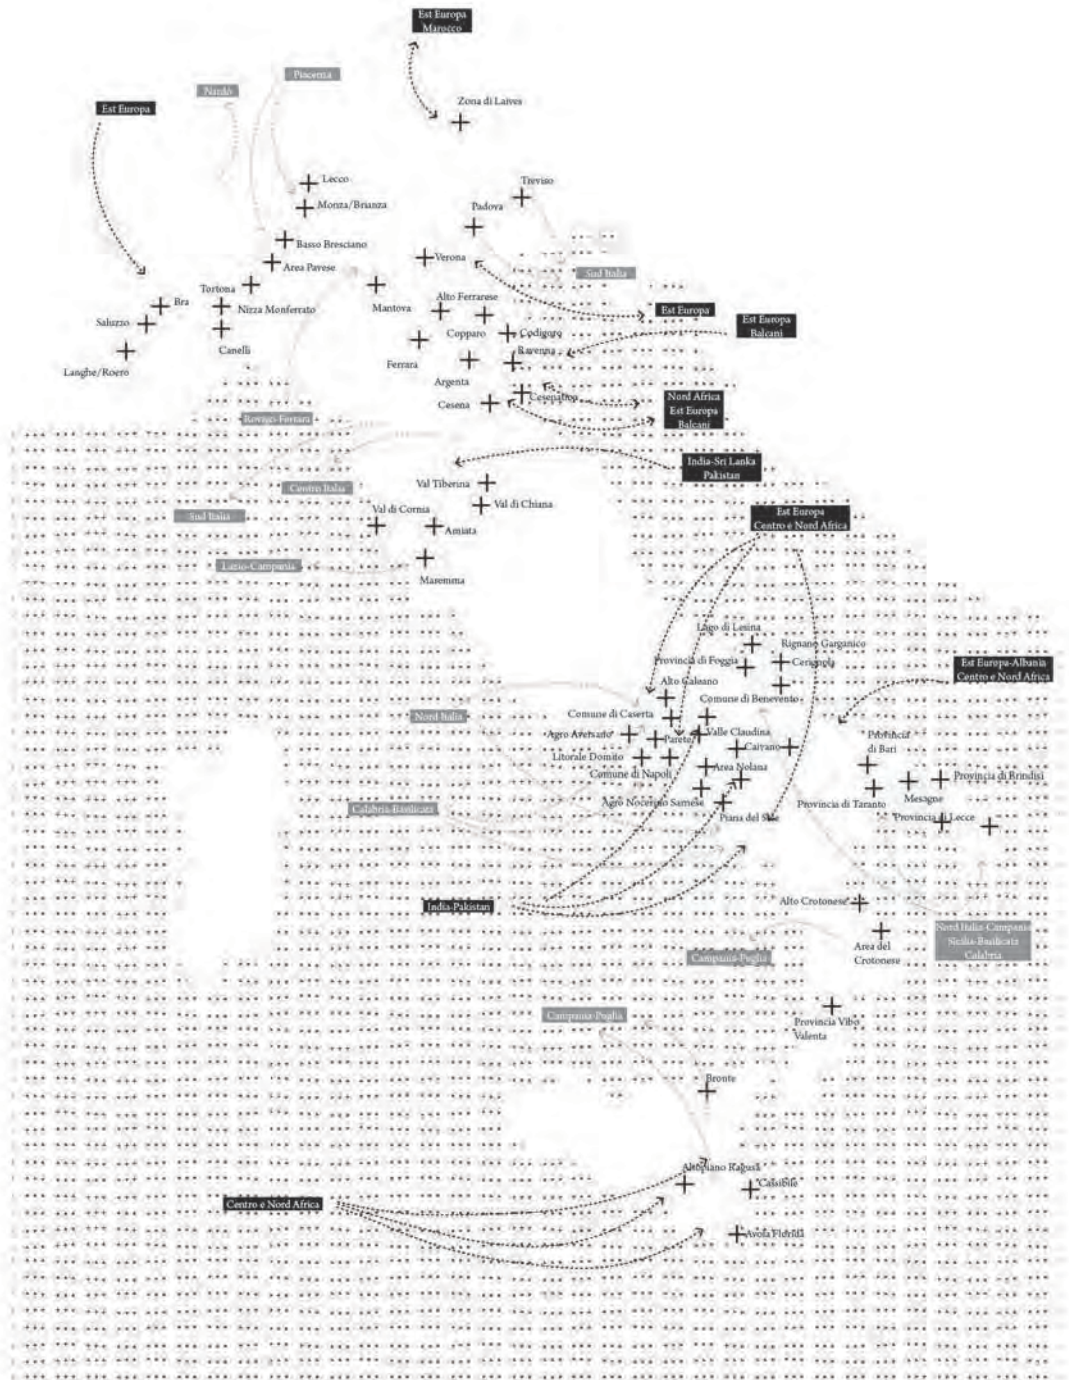 Est Europa
Marocco
Piacenza
Nardò
Est Europa
Zona di Laives
Lecco
Treviso
Monza/Brianza
Padova
Basso Bresciano
Verona
Area Pavese
Sud Italia
Tortona
Alto Ferrarese
Bra
Nizza Monferrato
Mantova
Est Europa
Saluzzo
Est Europa
Balcani
Copparo
Codigoro
Canelli
Ravenna
Ferrara
Langhe/Roero
Argenta
Cesenatico
Cesena
Nord Africa
Est Europa
Balcani
Rovigo-Ferrara
India-Sri Lanka
Pakistan
Val Tiberina
Centro Italia
Val di Chiana
Val di Cornia
Sud Italia
Est Europa
Centro e Nord Africa
Amiata
Lazio-Campania
Maremma
Lago di Lesina
Rignano Garganico
Provincia di Foggia
Cerignola
Est Europa-Albania
Centro e Nord Africa
Alto Casano
Comune di Benevento
Nord Italia
Comune di Caserta
Agro Aversano
Parete
Valle Claudina
Provincia
di Bari
Caivano
Litorale Domito
Area Nolana
Comune di Napoli
Provincia di Brindisi
Calabria-Basilicata
Agro Nocerino Sarnese
Provincia di Taranto
Mesagne
Piana del Sele
Provincia di Lecce
India-Pakistan
Alto Crotonese
Nord Italia-Campania
Sicilia-Basilicata
Calabria
Area del
Crotonese
Campania-Puglia
Campania-Puglia
Provincia Vibo
Valenta
Bronte
Altopiano Ragusa
Cassibile
Centro e Nord Africa
Avola Florida